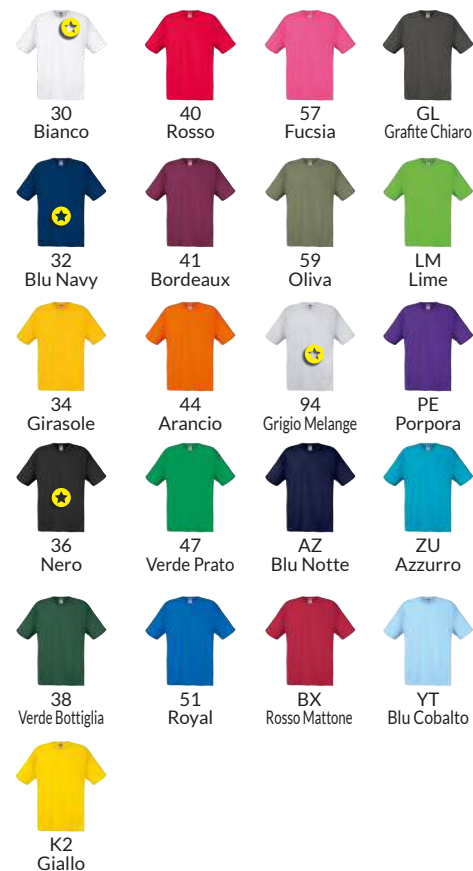 30
Bianco
40
Rosso
57
Fucsia
GL
Grafite Chiaro
32
Blu Navy
41
Bordeaux
59
Oliva
LM
Lime
34
Girasole
44
Arancio
94
Grigio Melange
PE
Porpora
36
Nero
47
Verde Prato
AZ
Blu Notte
ZU
Azzurro
38
Verde Bottiglia
51
Royal
BX
Rosso Mattone
YT
Blu Cobalto
K2
Giallo